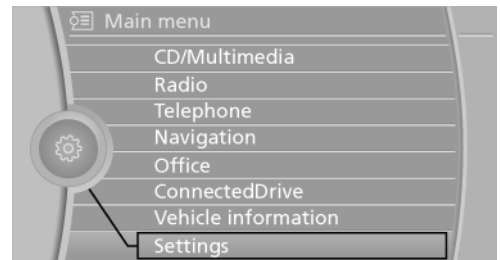 Main menu
CD/Multimedia
Radio
Telephone
Navigation
Office
ConnectedDrive
Vehicle information
Settings